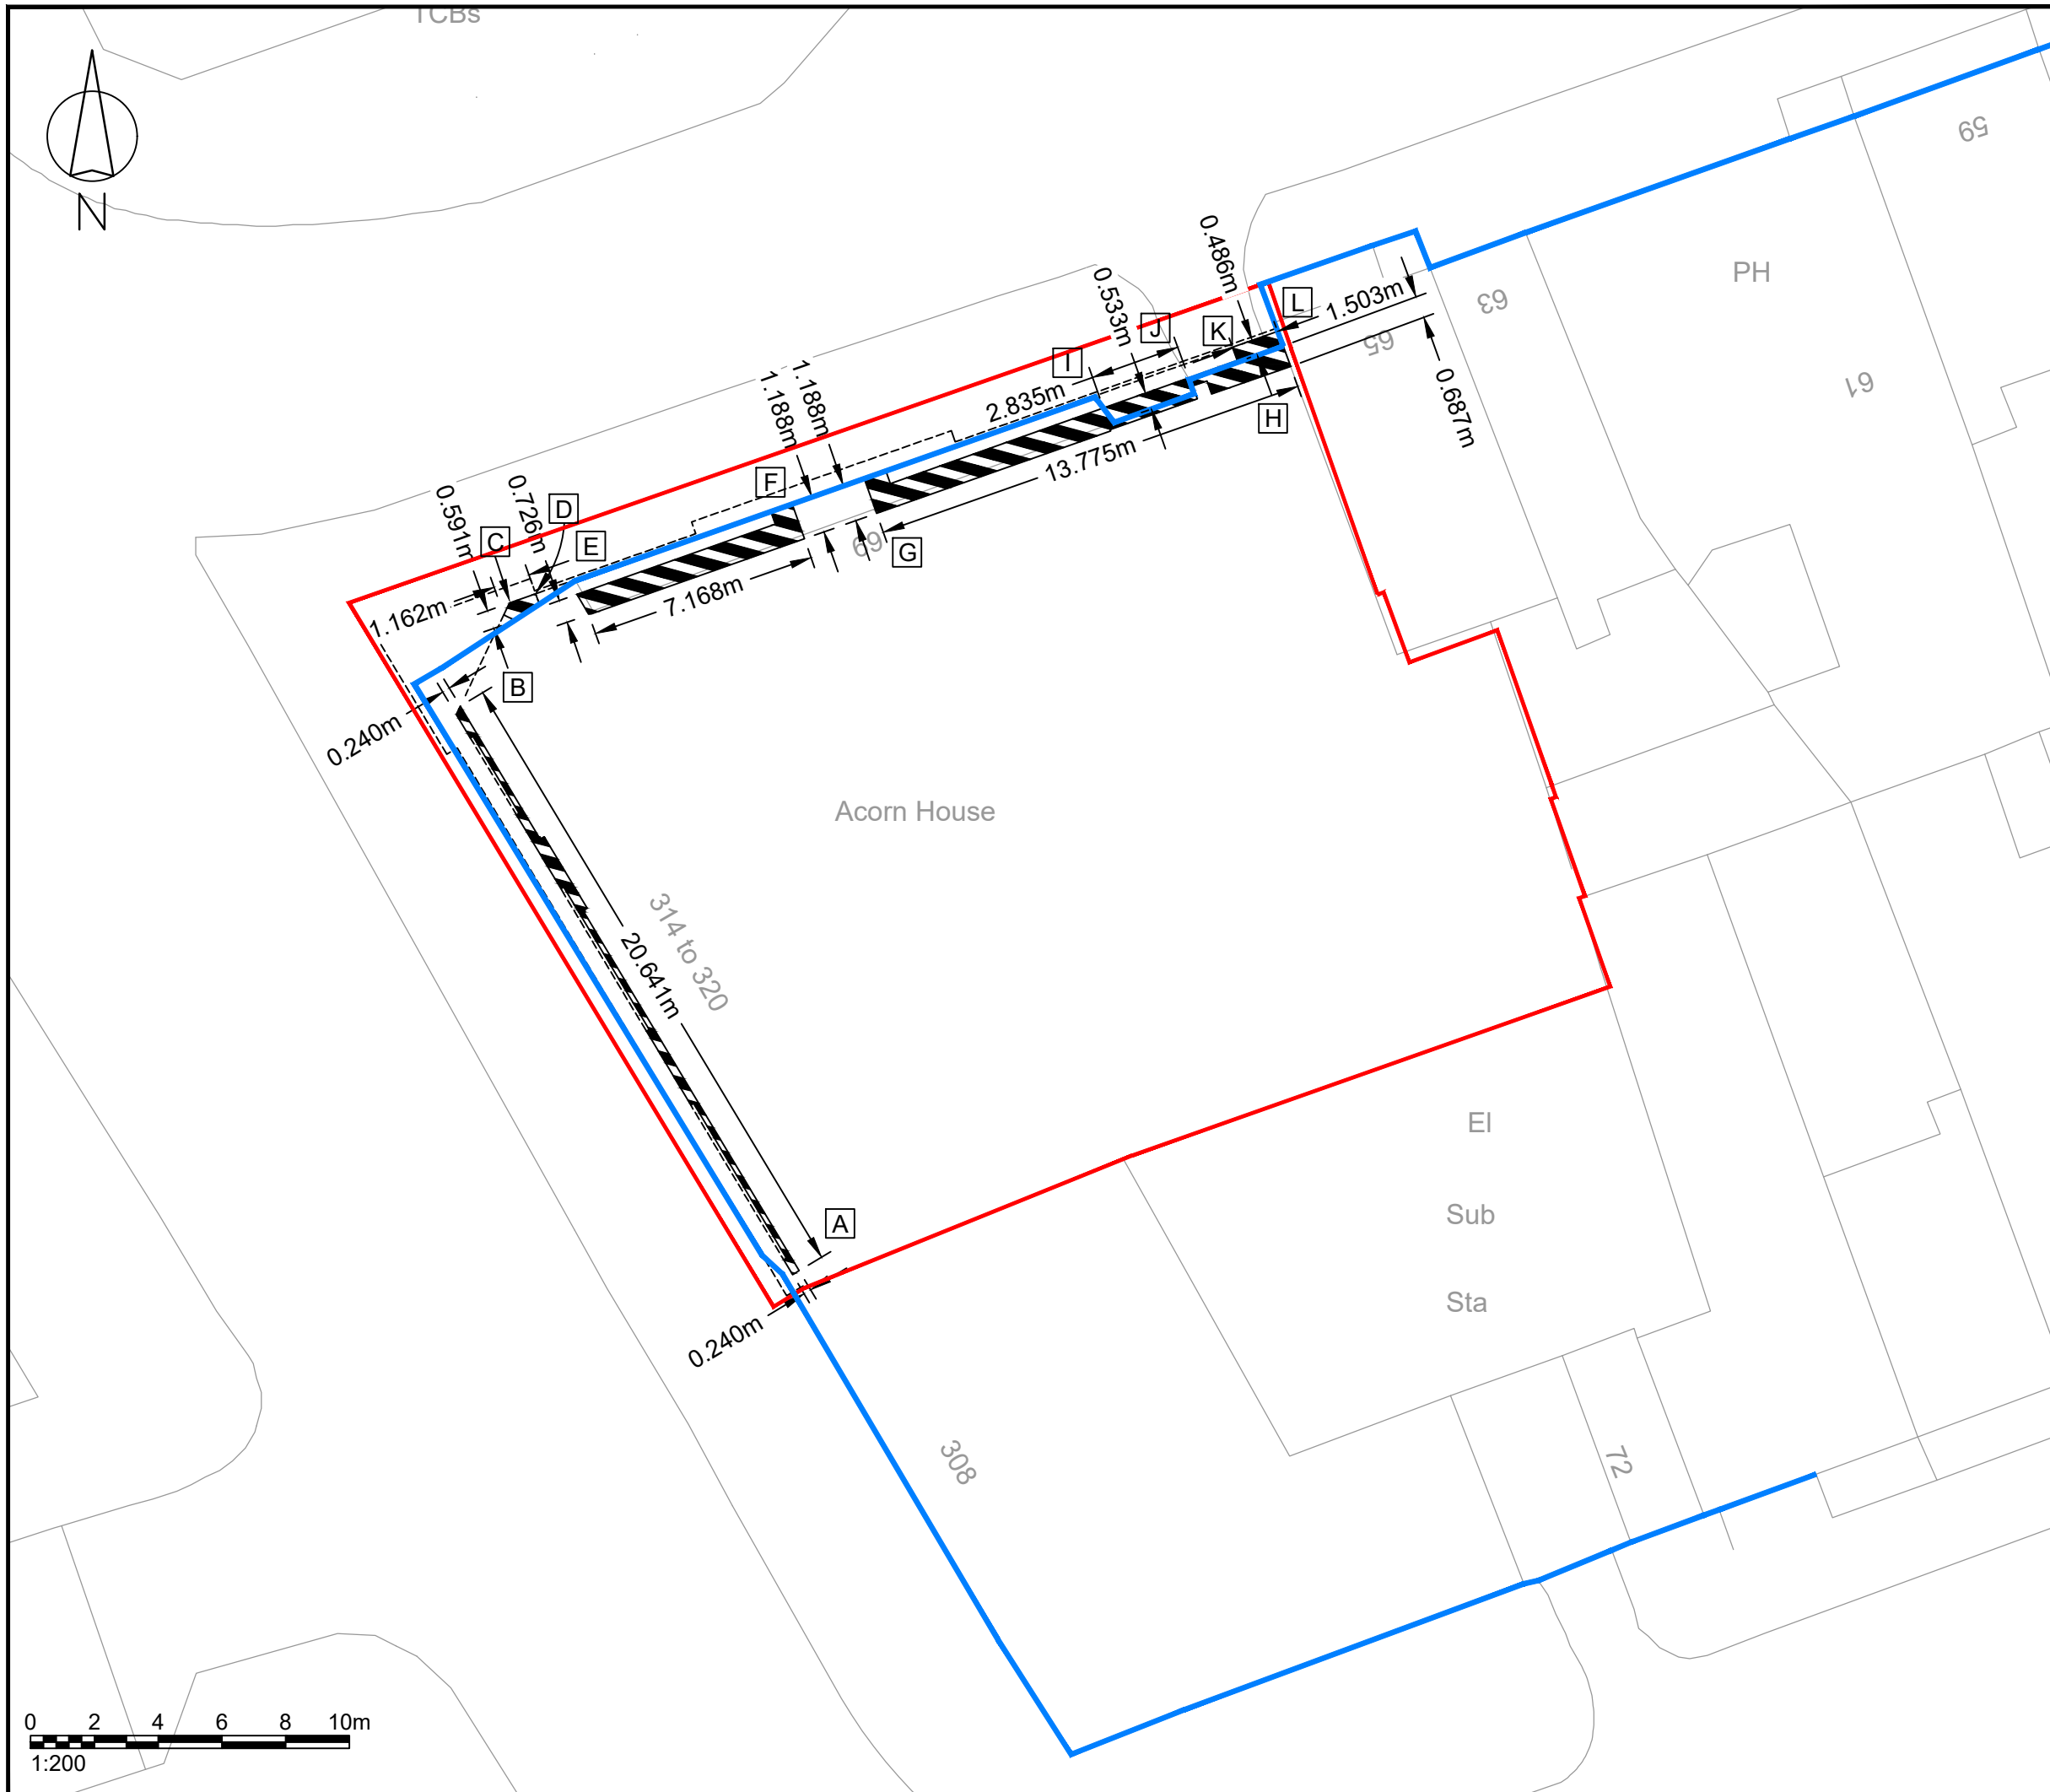 TCBs
N
59
PH
63
65
61
0.486m
L
1.503m
0.533m
J
K
I
0.687m
2.835m
H
1.188m
1.188m
13.775m
F
69
G
0.591m
0.726m
D
C
E
7.168m
1.162m
B
0.240m
Acorn House
314 to 320
20.641m
A
0.240m
El
Sub
Sta
308
72
0 2 4 6 8 10m
1:200